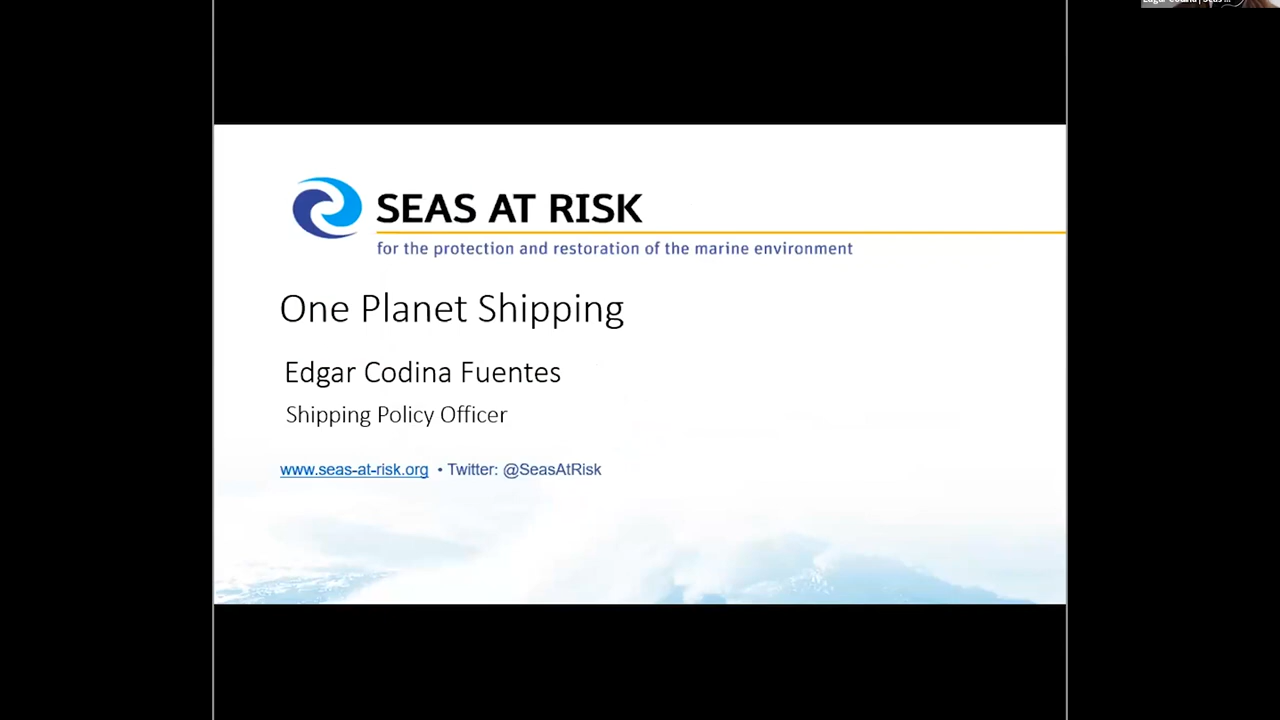 SEAS AT RISK
for the protection and restoration of the marine environment
One Planet Shipping
Edgar Codina Fuentes
Shipping Policy Officer
www.seas-at-risk.org • Twitter: @SeasAtRisk